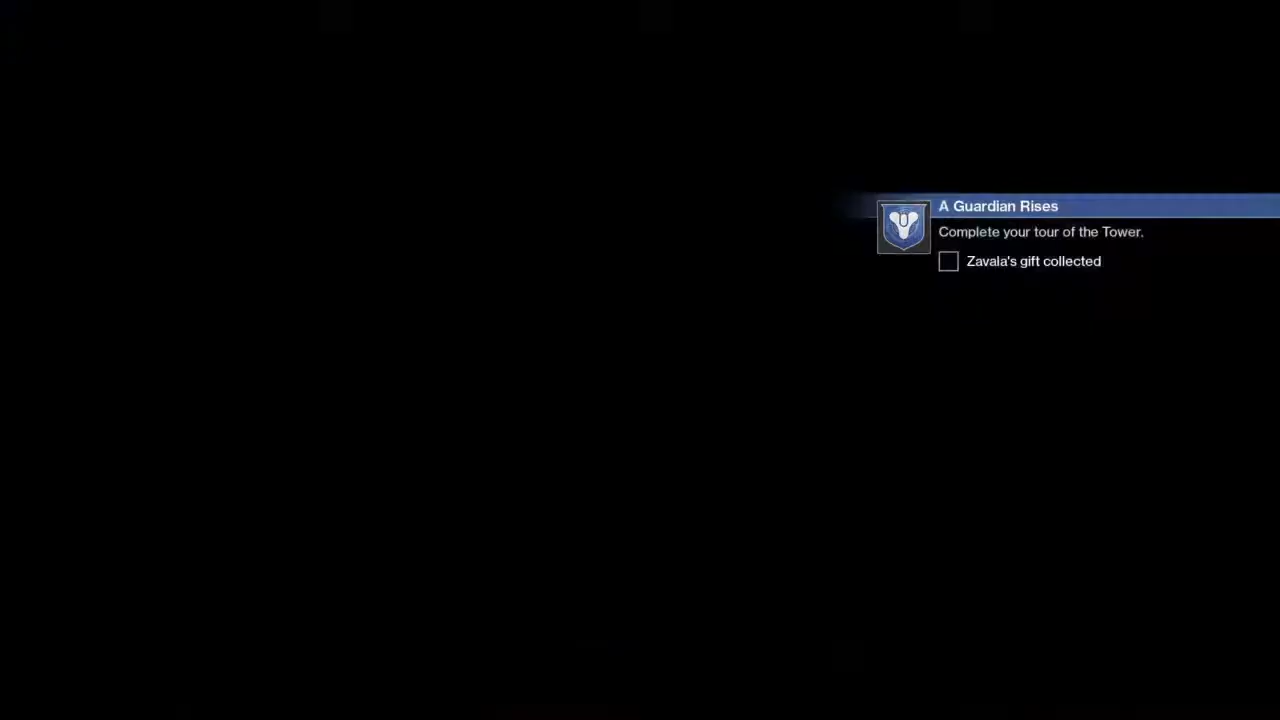 A Guardian Rises
Complete your tour of the Tower.
Zavala's gift collected